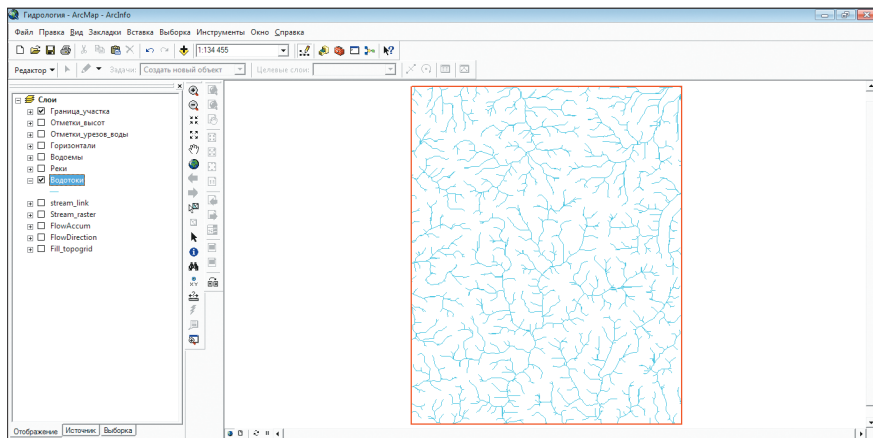 Гидрология - ArcMap - ArcInfo
Файл Правка Вид Закладки Вставка Выборка Инструменты Окно Справка
1:134 455
Редактор Задачи: Создать новый объект Целевые слои:
Слои
Граница_участка
Отметки_высот
Отметки_урезов_воды
Горизонтали
Водоемы
Реки
Водотоки
stream_link
Stream_raster
FlowAccum
FlowDirection
Fill_topogrid
XY
Отображение Источник Выборка